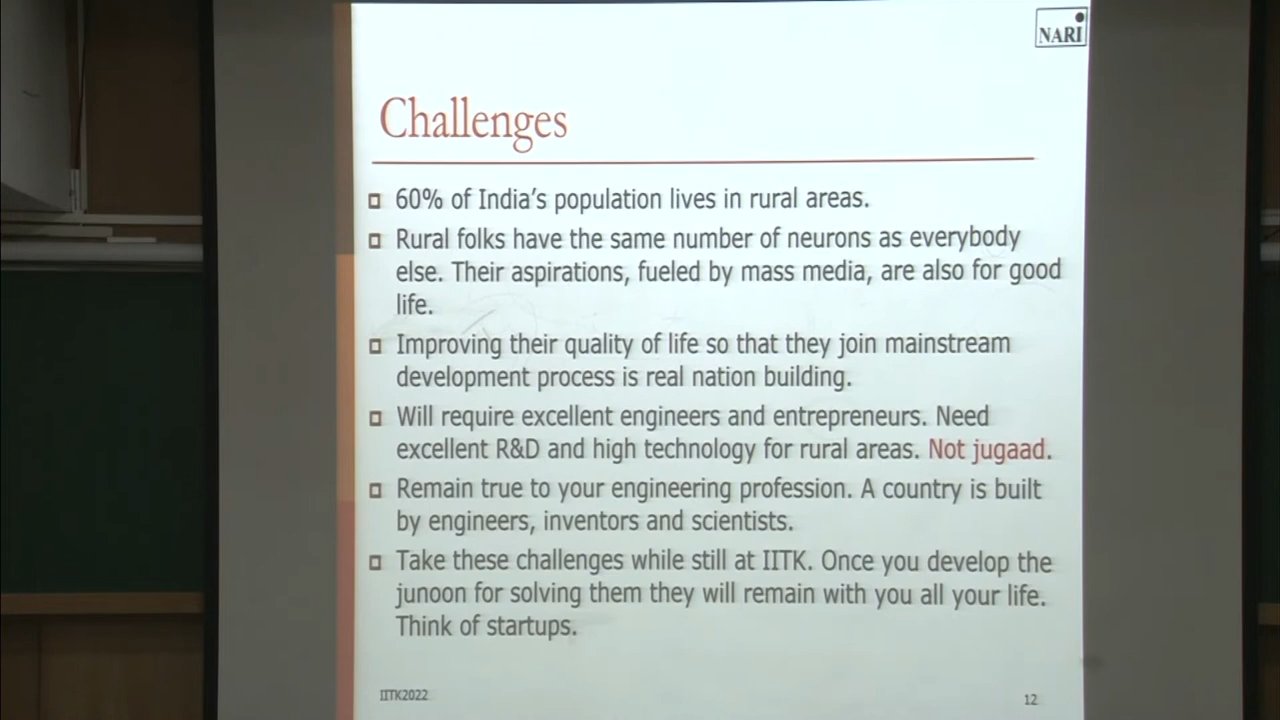 NARI
Challenges
60% of India's population lives in rural areas.
Rural folks have the same number of neurons as everybody
else. Their aspirations, fueled by mass media, are also for good
life.
Improving their quality of life so that they join mainstream
development process is real nation building.
Will require excellent engineers and entrepreneurs. Need
excellent R&D and high technology for rural areas. Not jugaad.
Remain true to your engineering profession. A country is built
by engineers, inventors and scientists.
Take these challenges while still at IITK. Once you develop the
junoon for solving them they will remain with you all your life.
Think of startups.
IITK2022
12